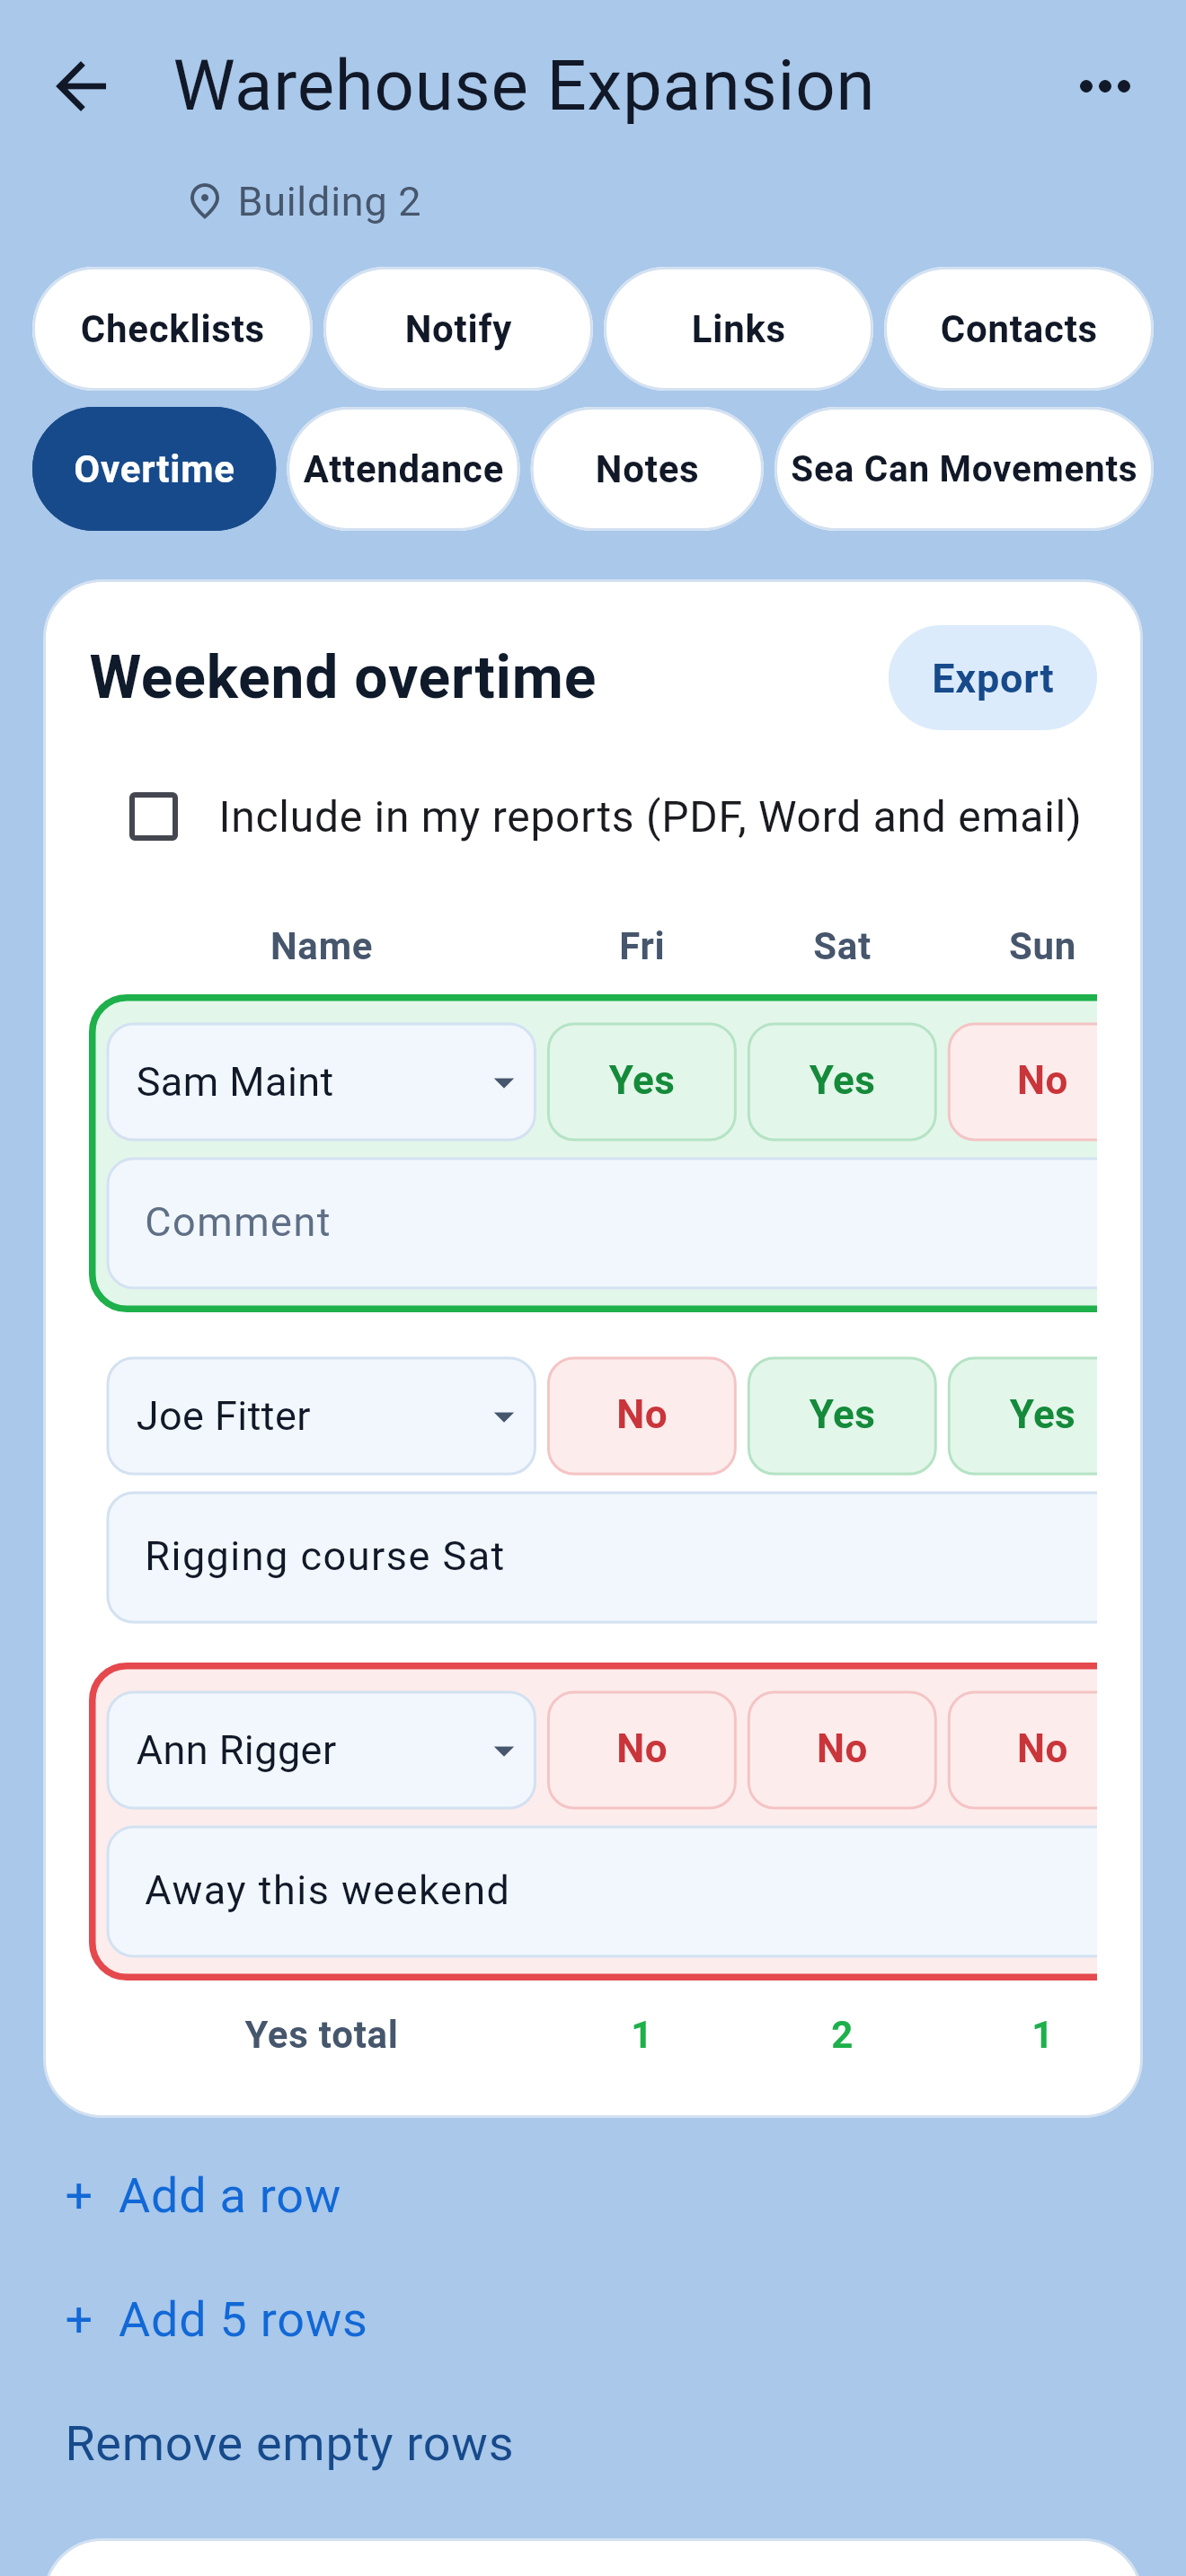 Warehouse Expansion
Building 2
Checklists Notify Links Contacts
Overtime Attendance Notes Sea Can Movements
Weekend overtime Export
Include in my reports (PDF, Word and email)
Name Fri Sat Sun
Sam Maint Yes Yes No
Comment
Joe Fitter No Yes Yes
Rigging course Sat
Ann Rigger No No No
Away this weekend
Yes total 1 2 1
+ Add a row
+ Add 5 rows
Remove empty rows